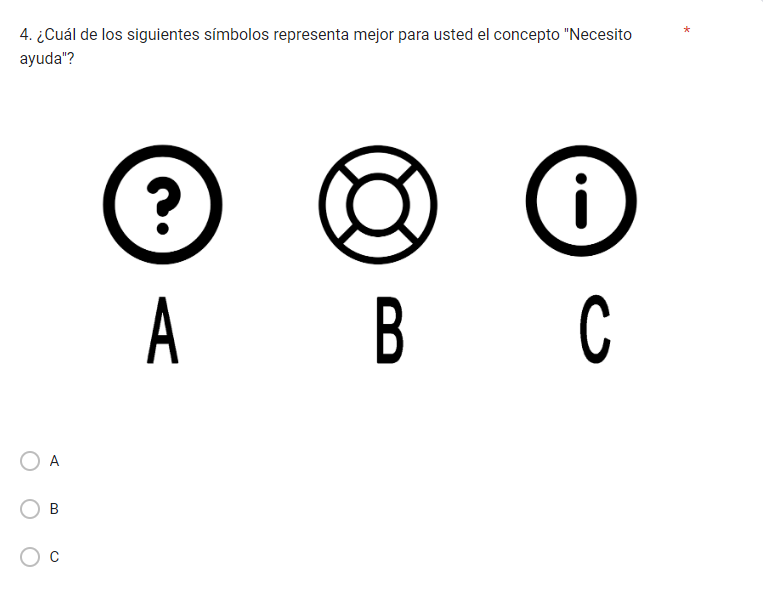 4. ¿Cuál de los siguientes símbolos representa mejor para usted el concepto "Necesito *
ayuda"?
? i
A B C
A
B
C